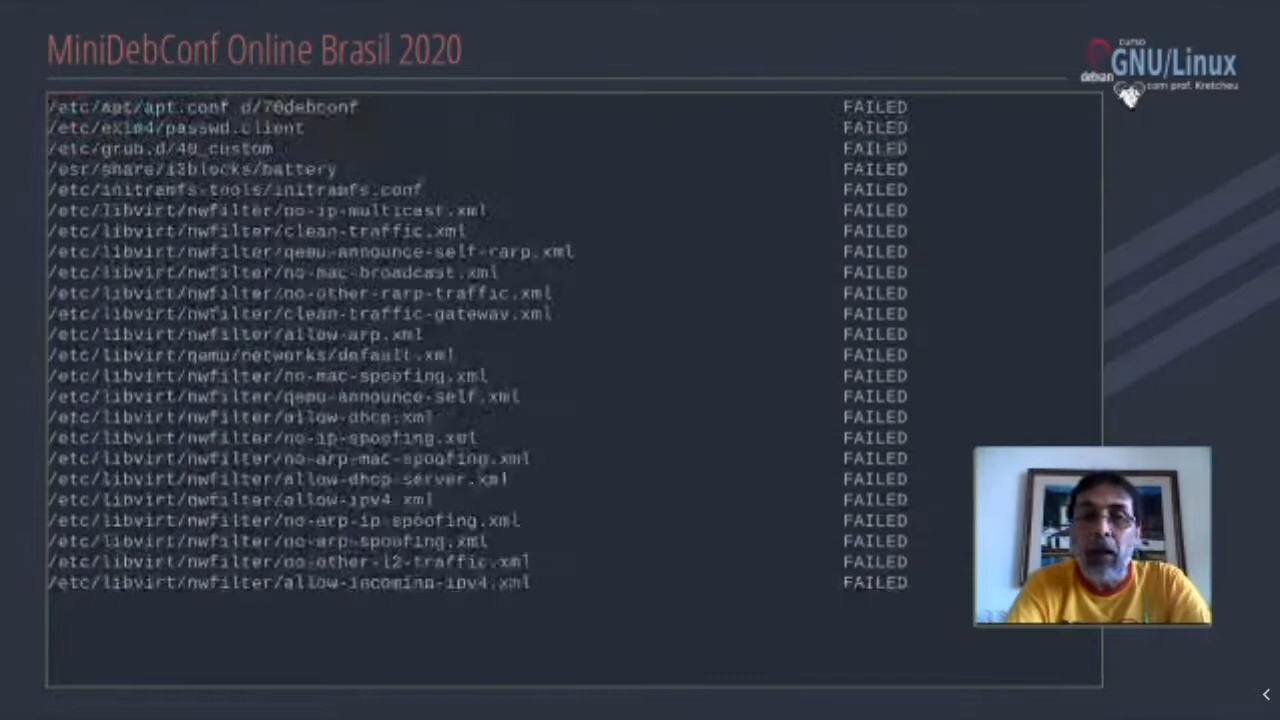 MiniDebConf Online Brasil 2020
curso
debian GNU/Linux
com prof. Kretcheu
/etc/apt/apt.conf.d/70debconf FAILED
/etc/exim4/passwd.client FAILED
/etc/grub.d/40_custom FAILED
/esr/share/i3blocks/battery FAILED
/etc/initramfs-tools/initramfs.conf FAILED
/etc/libvirt/nwfilter/no-ip-multicast.xml FAILED
/etc/libvirt/nwfilter/clean-traffic.xml FAILED
/etc/libvirt/nwfilter/qemu-announce-self-rarp.xml FAILED
/etc/libvirt/nwfilter/no-mac-broadcast.xml FAILED
/etc/libvirt/nwfilter/no-other-rarp-traffic.xml FAILED
/etc/libvirt/nwfilter/clean-traffic-gateway.xml FAILED
/etc/libvirt/nwfilter/allow-arp.xml FAILED
/etc/libvirt/qemu/networks/default.xml FAILED
/etc/libvirt/nwfilter/no-mac-spoofing.xml FAILED
/etc/libvirt/nwfilter/qemu-announce-self.xml FAILED
/etc/libvirt/nwfilter/allow-dhcp.xml FAILED
/etc/libvirt/nwfilter/no-ip-spoofing.xml FAILED
/etc/libvirt/nwfilter/no-arp-mac-spoofing.xml FAILED
/etc/libvirt/nwfilter/allow-dhcp-server.xml FAILED
/etc/libvirt/nwfilter/allow-ipv4.xml FAILED
/etc/libvirt/nwfilter/no-arp-ip-spoofing.xml FAILED
/etc/libvirt/nwfilter/no-arp-spoofing.xml FAILED
/etc/libvirt/nwfilter/no-other-l2-traffic.xml FAILED
/etc/libvirt/nwfilter/allow-incoming-ipv4.xml FAILED